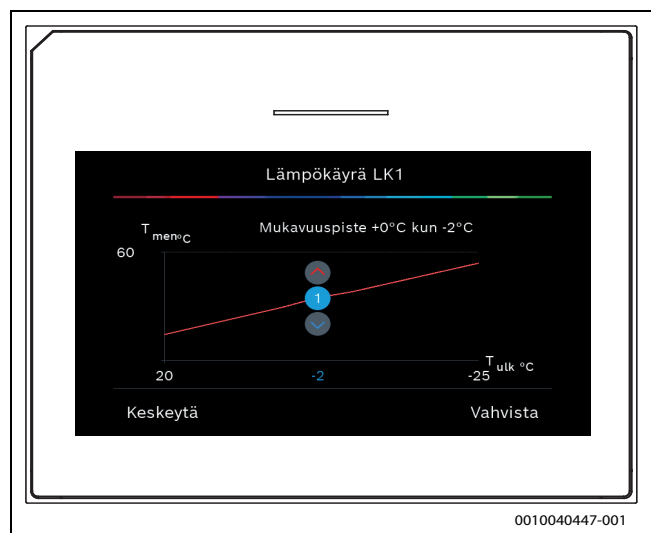 Lämpökäyrä LK1
T men°C
Mukavuuspiste +0°C kun -2°C
60
1
T ulk °C
20
-2
-25
Keskeytä
Vahvista
0010040447-001